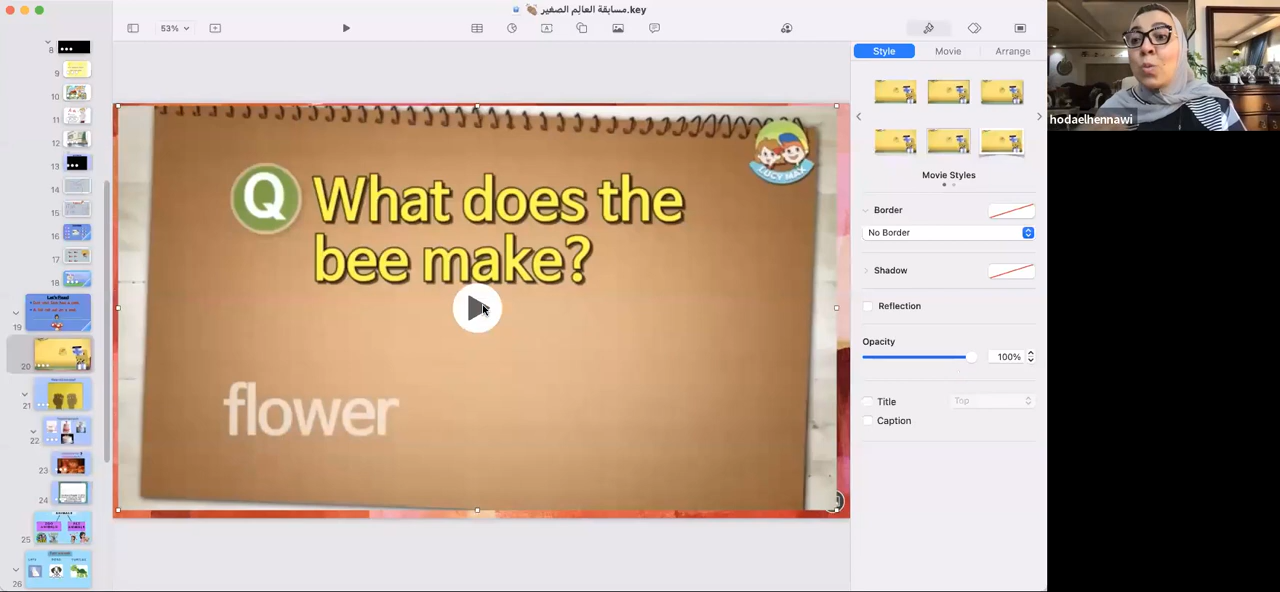 مسابقة العالِم الصغير.key
53%
8
9
10
11
12
13
14
15
16
17
18
19
20
21
22
23
24
25
26
Q What does the
bee make?
LUCY MAX
flower
Style
Movie
Arrange
Movie Styles
Border
No Border
Shadow
Reflection
Opacity
100%
Title
Top
Caption
hodaelhennawi